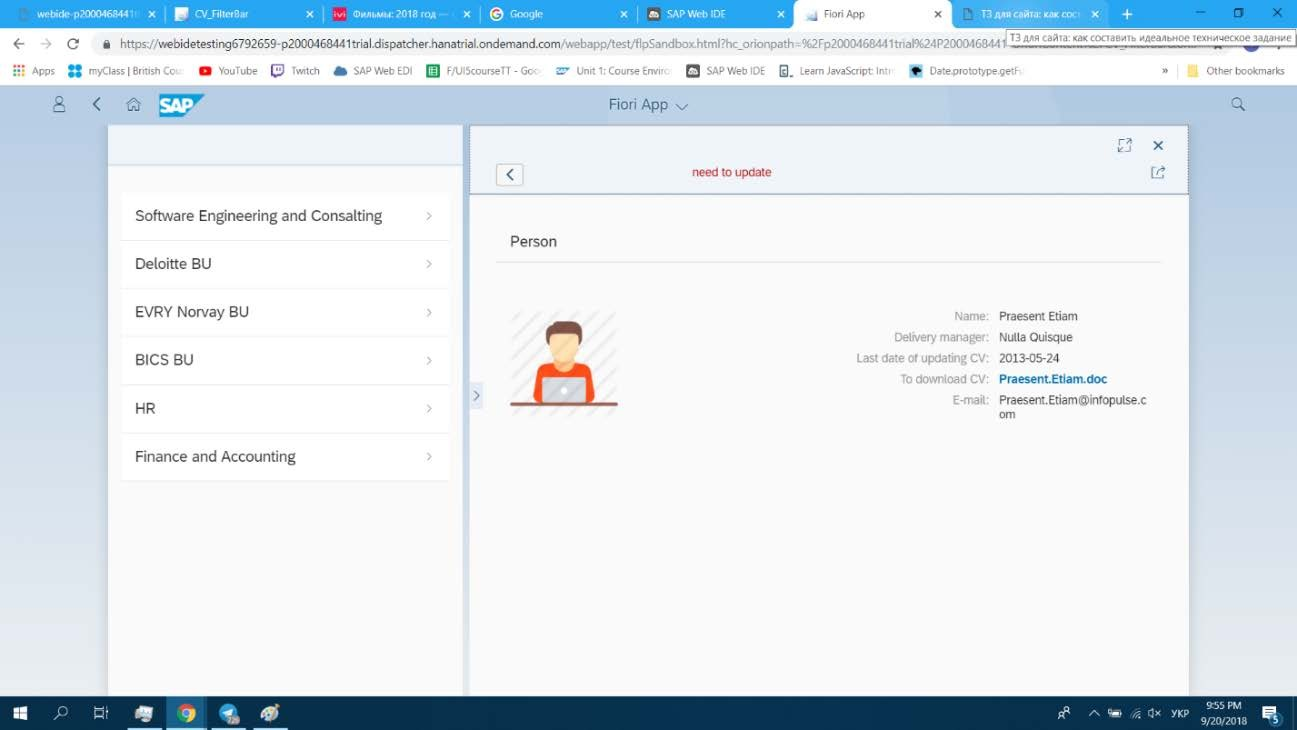 webide-p2000468441t
CV_FilterBar
Фильмы: 2018 год —
Google
SAP Web IDE
Fiori App
ТЗ для сайта: как сос
https://webidetesting6792659-p2000468441trial.dispatcher.hanatrial.ondemand.com/webapp/test/flpSandbox.html?hc_orionpath=%2Fp2000468441trial%24P2000468441
ТЗ для сайта: как составить идеальное техническое задание
Apps
myClass | British Cou
YouTube
Twitch
SAP Web EDI
F/UI5courseTT - Goo
Unit 1: Course Enviro
SAP Web IDE
Learn JavaScript: Intr
Date.prototype.getFu
»
Other bookmarks
SAP
Fiori App
need to update
Software Engineering and Consalting
Deloitte BU
EVRY Norvay BU
BICS BU
HR
Finance and Accounting
Person
Name: Praesent Etiam
Delivery manager: Nulla Quisque
Last date of updating CV: 2013-05-24
To download CV: Praesent.Etiam.doc
E-mail: Praesent.Etiam@infopulse.c
om
УКР
9:55 PM
9/20/2018
5